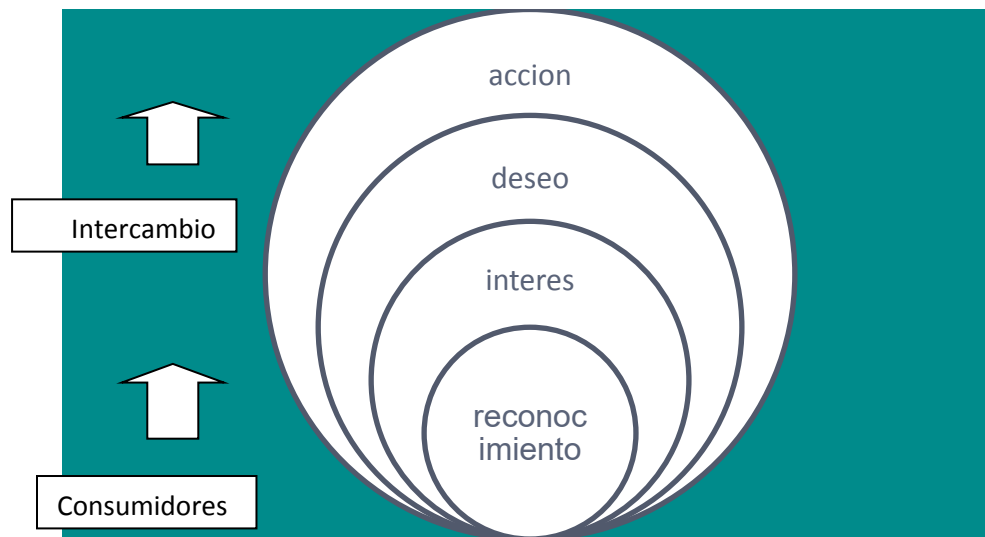 accion
deseo
Intercambio
interes
reconoc
imiento
Consumidores